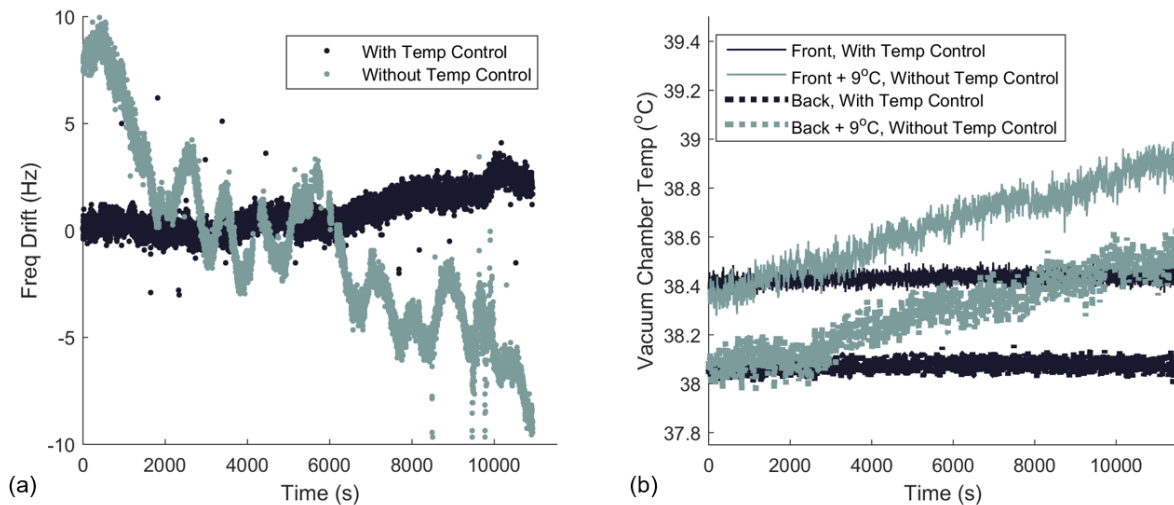 10
5
0
-5
-10
Freq Drift (Hz)
With Temp Control
Without Temp Control
0 2000 4000 6000 8000 10000
Time (s)
(a)
39.4
39.2
39
38.8
38.6
38.4
38.2
38
37.8
Vacuum Chamber Temp (°C)
Front, With Temp Control
Front + 9°C, Without Temp Control
Back, With Temp Control
Back + 9°C, Without Temp Control
0 2000 4000 6000 8000 10000
Time (s)
(b)